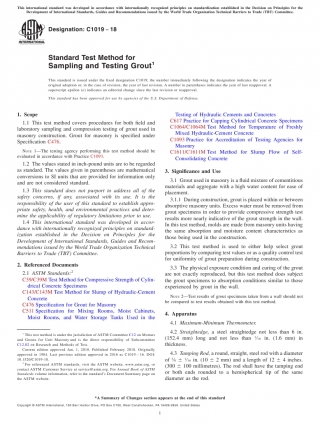 This international standard was developed in accordance with internationally recognized principles on standardization established in the Decision on Principles for the
Development of International Standards, Guides and Recommendations issued by the World Trade Organization Technical Barriers to Trade (TBT) Committee.
Designation: C1019 – 18
INTERNATIONAL
Standard Test Method for
Sampling and Testing Grout¹
This standard is issued under the fixed designation C1019; the number immediately following the designation indicates the year of
original adoption or, in the case of revision, the year of last revision. A number in parentheses indicates the year of last reapproval. A
superscript epsilon (ε) indicates an editorial change since the last revision or reapproval.
This standard has been approved for use by agencies of the U.S. Department of Defense.
1. Scope
1.1 This test method covers procedures for both field and
laboratory sampling and compression testing of grout used in
masonry construction. Grout for masonry is specified under
Specification C476.
NOTE 1—The testing agency performing this test method should be
evaluated in accordance with Practice C1093.
1.2 The values stated in inch-pound units are to be regarded
as standard. The values given in parentheses are mathematical
conversions to SI units that are provided for information only
and are not considered standard.
1.3 This standard does not purport to address all of the
safety concerns, if any, associated with its use. It is the
responsibility of the user of this standard to establish appro-
priate safety, health, and environmental practices and deter-
mine the applicability of regulatory limitations prior to use.
1.4 This international standard was developed in accor-
dance with internationally recognized principles on standard-
ization established in the Decision on Principles for the
Development of International Standards, Guides and Recom-
mendations issued by the World Trade Organization Technical
Barriers to Trade (TBT) Committee.
2. Referenced Documents
2.1 ASTM Standards:²
C39/C39M Test Method for Compressive Strength of Cylin-
drical Concrete Specimens
C143/C143M Test Method for Slump of Hydraulic-Cement
Concrete
C476 Specification for Grout for Masonry
C511 Specification for Mixing Rooms, Moist Cabinets,
Moist Rooms, and Water Storage Tanks Used in the
¹ This test method is under the jurisdiction of ASTM Committee C12 on Mortars
and Grouts for Unit Masonry and is the direct responsibility of Subcommittee
C12.02 on Research and Methods of Test.
Current edition approved
² For referenced ASTM standards, visit the ASTM website, www.astm.org, or
contact ASTM Customer Service at service@astm.org. For Annual Book of ASTM
Standards volume information, refer to the standard's Document Summary page on
the ASTM website.
Testing of Hydraulic Cements and Concretes
C617 Practice for Capping Cylindrical Concrete Specimens
C1064/C1064M Test Method for Temperature of Freshly
Mixed Hydraulic-Cement Concrete
C1093 Practice for Accreditation of Testing Agencies for
Masonry
C1611/C1611M Test Method for Slump Flow of Self-
Consolidating Concrete
3. Significance and Use
3.1 Grout used in masonry is a fluid mixture of cementitious
materials and aggregate with a high water content for ease of
placement.
3.1.1 During construction, grout is placed within or between
absorptive masonry units. Excess water must be removed from
grout specimens in order to provide compressive strength test
results more nearly indicative of the grout strength in the wall.
In this test method, molds are made from masonry units having
the same absorption and moisture content characteristics as
those being used in the construction.
3.2 This test method is used to either help select grout
proportions by comparing test values or as a quality control test
for uniformity of grout preparation during construction.
3.3 The physical exposure condition and curing of the grout
are not exactly reproduced, but this test method does subject
the grout specimens to absorption conditions similar to those
experienced by grout in the wall.
NOTE 2—Test results of grout specimens taken from a wall should not
be compared to test results obtained with this test method.
4. Apparatus
4.1 Maximum-Minimum Thermometer.
4.2 Straightedge, a steel straightedge not less than 6 in.
(152.4 mm) long and not less than 1/16 in. (1.6 mm) in
thickness.
4.3 Tamping Rod, a round, straight, steel rod with a diameter
of 3/8 ± 1/16 in. (10 ± 2 mm) and a length of 12 ± 4 inches.
(300 ± 100 millimetres). The rod shall have the tamping end
or both ends rounded to a hemispherical tip of the same
diameter as the rod.
*A Summary of Changes section appears at the end of this standard
Copyright © ASTM International, 100 Barr Harbor Drive, PO Box C700, West Conshohocken, PA 19428-2959. United States
1